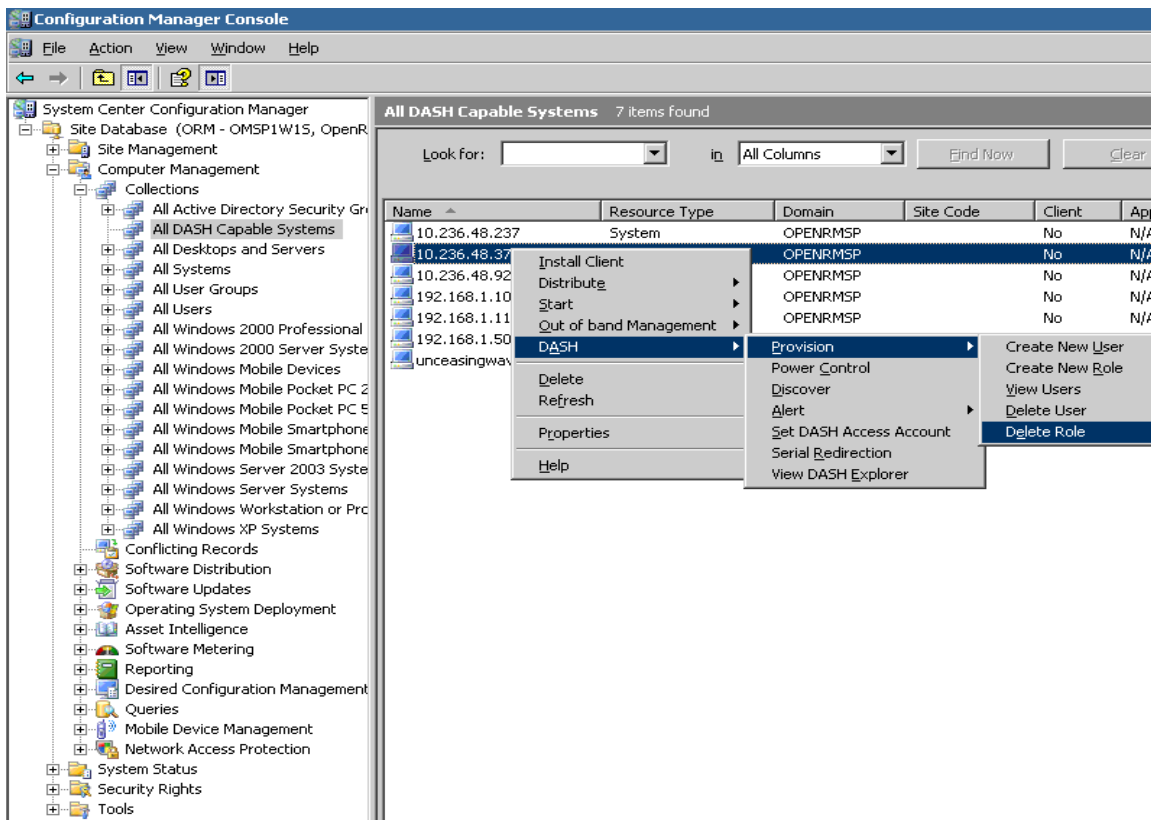 Configuration Manager Console
File Action View Window Help
System Center Configuration Manager
Site Database (ORM - OMSP1W1S, OpenR
Site Management
Computer Management
Collections
All Active Directory Security Gr
All DASH Capable Systems
All Desktops and Servers
All Systems
All User Groups
All Users
All Windows 2000 Professional
All Windows 2000 Server Syste
All Windows Mobile Devices
All Windows Mobile Pocket PC 2
All Windows Mobile Pocket PC 5
All Windows Mobile Smartphone
All Windows Mobile Smartphone
All Windows Server 2003 Syste
All Windows Server Systems
All Windows Workstation or Pro
All Windows XP Systems
Conflicting Records
Software Distribution
Software Updates
Operating System Deployment
Asset Intelligence
Software Metering
Reporting
Desired Configuration Management
Queries
Mobile Device Management
Network Access Protection
System Status
Security Rights
Tools
All DASH Capable Systems 7 items found
Look for: in All Columns Find Now Clear
Name Resource Type Domain Site Code Client App
10.236.48.237 System OPENRMSP No N/A
10.236.48.37 OPENRMSP No N/A
10.236.48.92 OPENRMSP No N/A
192.168.1.10 OPENRMSP No N/A
192.168.1.11 OPENRMSP No N/A
192.168.1.50
unceasingwav
Install Client
Distribute
Start
Out of band Management
DASH
Delete
Refresh
Properties
Help
Provision
Power Control
Discover
Alert
Set DASH Access Account
Serial Redirection
View DASH Explorer
Create New User
Create New Role
View Users
Delete User
Delete Role